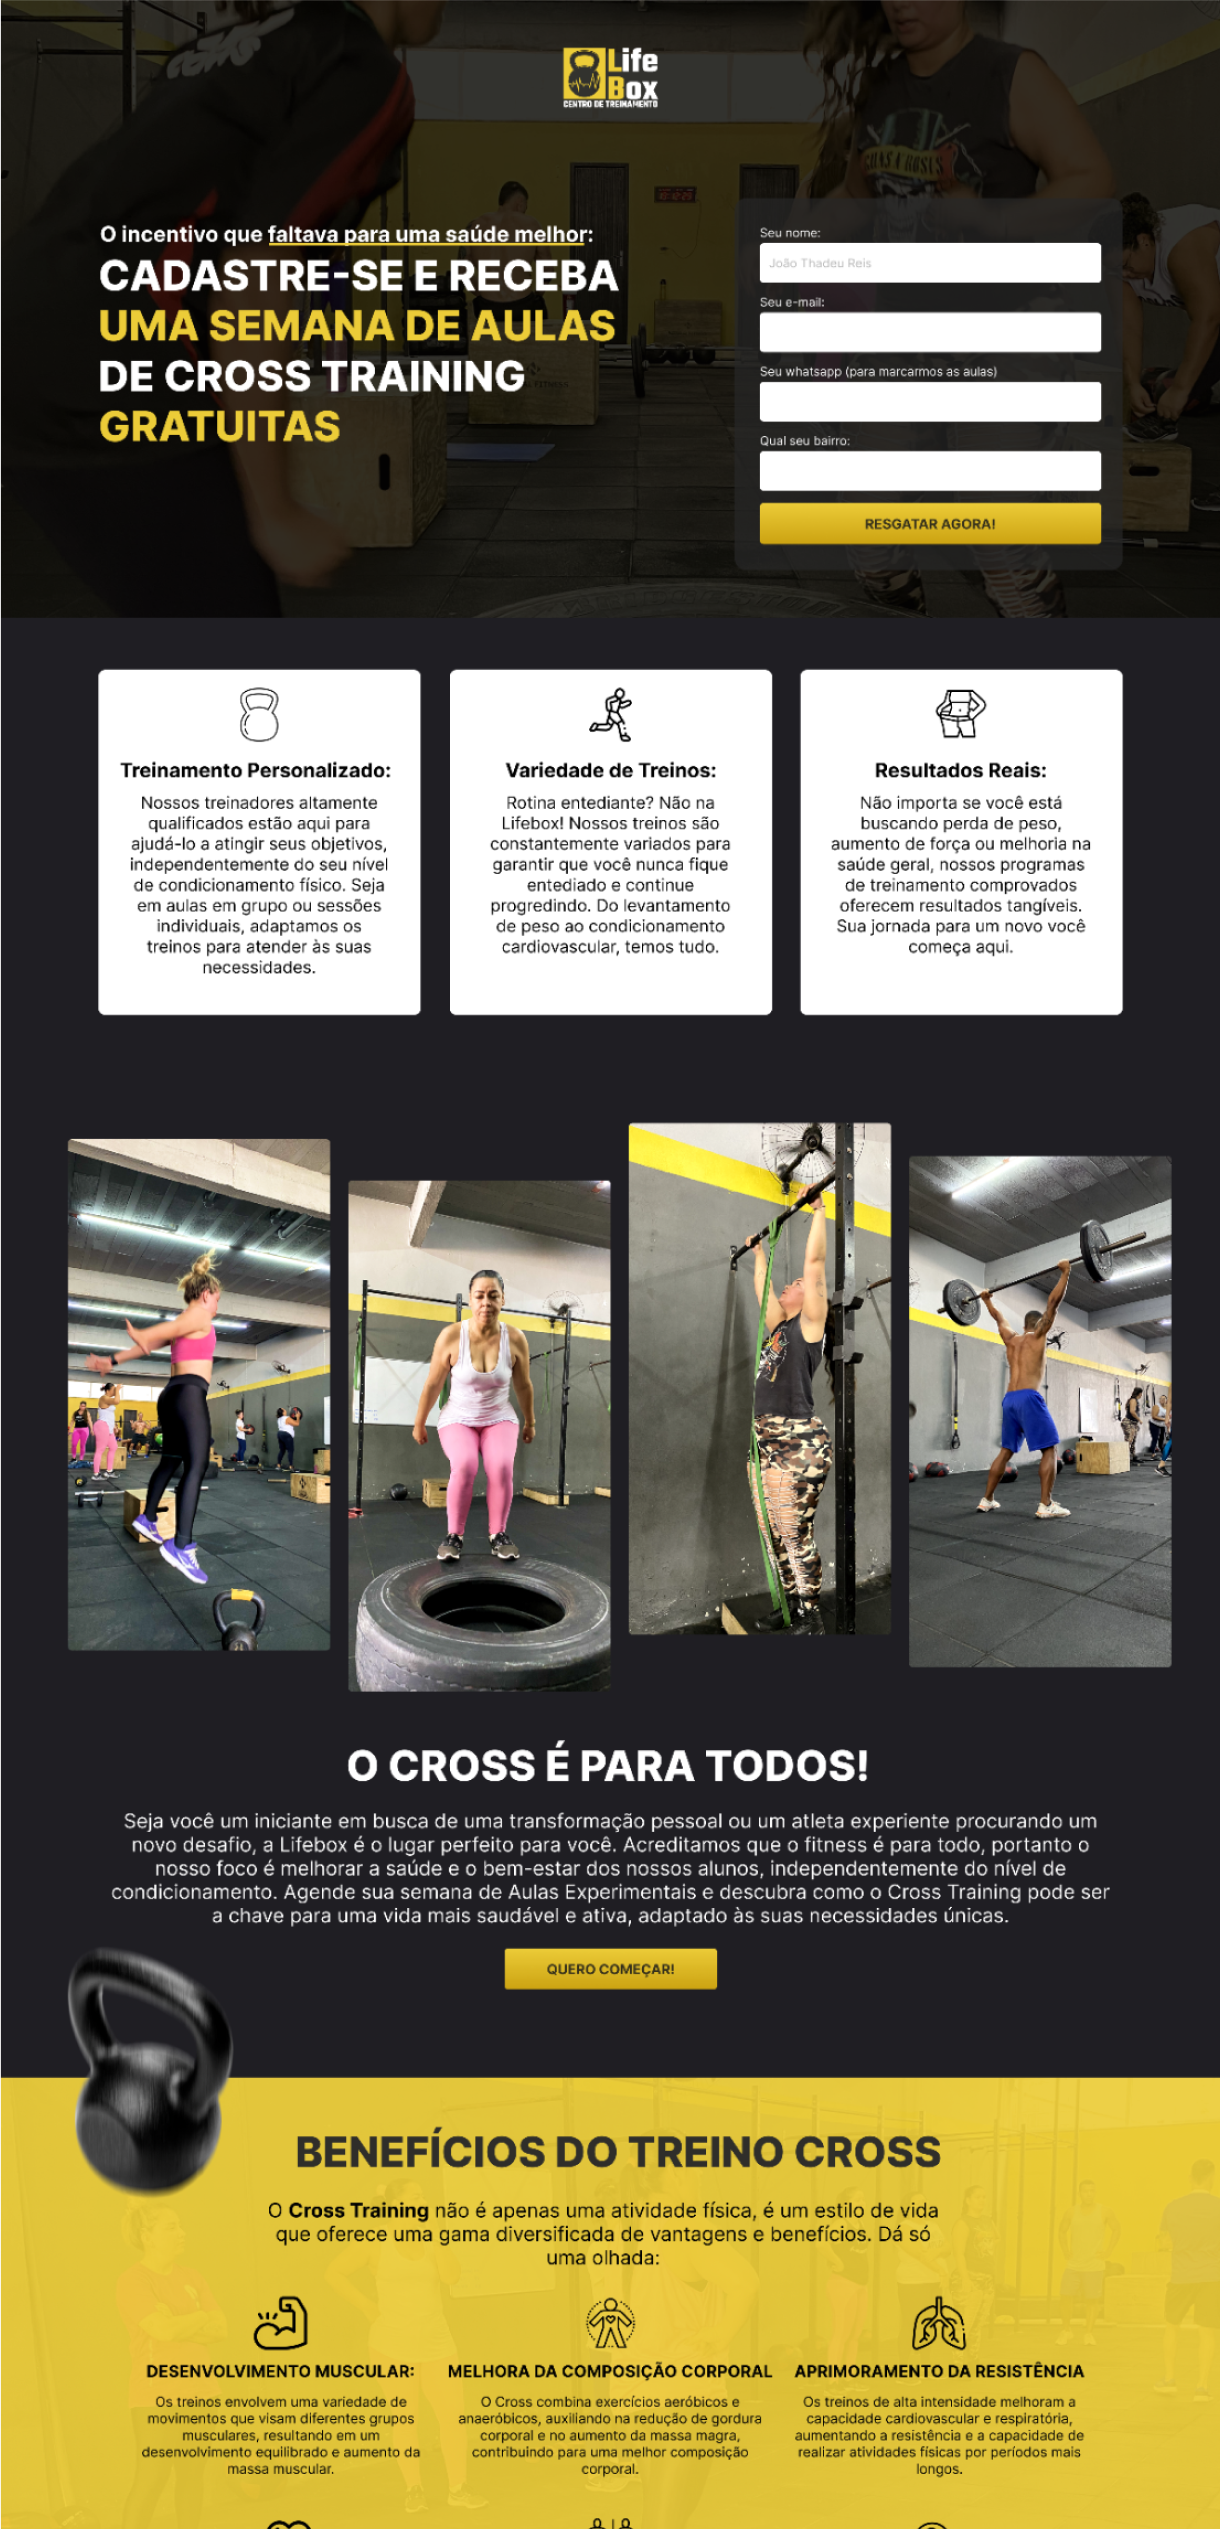 Life
Box
CENTRO DE TREINAMENTO
GUNS N' ROSES
O incentivo que faltava para uma saúde melhor:
CADASTRE-SE E RECEBA
UMA SEMANA DE AULAS
DE CROSS TRAINING
GRATUITAS
Seu nome:
João Thadeu Reis
Seu e-mail:
Seu whatsapp (para marcarmos as aulas)
Qual seu bairro:
RESGATAR AGORA!
Treinamento Personalizado:
Nossos treinadores altamente
qualificados estão aqui para
ajudá-lo a atingir seus objetivos,
independentemente do seu nível
de condicionamento físico. Seja
em aulas em grupo ou sessões
individuais, adaptamos os
treinos para atender às suas
necessidades.
Variedade de Treinos:
Rotina entediante? Não na
Lifebox! Nossos treinos são
constantemente variados para
garantir que você nunca fique
entediado e continue
progredindo. Do levantamento
de peso ao condicionamento
cardiovascular, temos tudo.
Resultados Reais:
Não importa se você está
buscando perda de peso,
aumento de força ou melhoria na
saúde geral, nossos programas
de treinamento comprovados
oferecem resultados tangíveis.
Sua jornada para um novo você
começa aqui.
O CROSS É PARA TODOS!
Seja você um iniciante em busca de uma transformação pessoal ou um atleta experiente procurando um
novo desafio, a Lifebox é o lugar perfeito para você. Acreditamos que o fitness é para todo, portanto o
nosso foco é melhorar a saúde e o bem-estar dos nossos alunos, independentemente do nível de
condicionamento. Agende sua semana de Aulas Experimentais e descubra como o Cross Training pode ser
a chave para uma vida mais saudável e ativa, adaptado às suas necessidades únicas.
QUERO COMEÇAR!
BENEFÍCIOS DO TREINO CROSS
O Cross Training não é apenas uma atividade física, é um estilo de vida
que oferece uma gama diversificada de vantagens e benefícios. Dá só
uma olhada:
DESENVOLVIMENTO MUSCULAR:
Os treinos envolvem uma variedade de
movimentos que visam diferentes grupos
musculares, resultando em um
desenvolvimento equilibrado e aumento da
massa muscular.
MELHORA DA COMPOSIÇÃO CORPORAL
O Cross combina exercícios aeróbicos e
anaeróbicos, auxiliando na redução de gordura
corporal e no aumento da massa magra,
contribuindo para uma melhor composição
corporal.
APRIMORAMENTO DA RESISTÊNCIA
Os treinos de alta intensidade melhoram a
capacidade cardiovascular e respiratória,
aumentando a resistência e a capacidade de
realizar atividades físicas por períodos mais
longos.